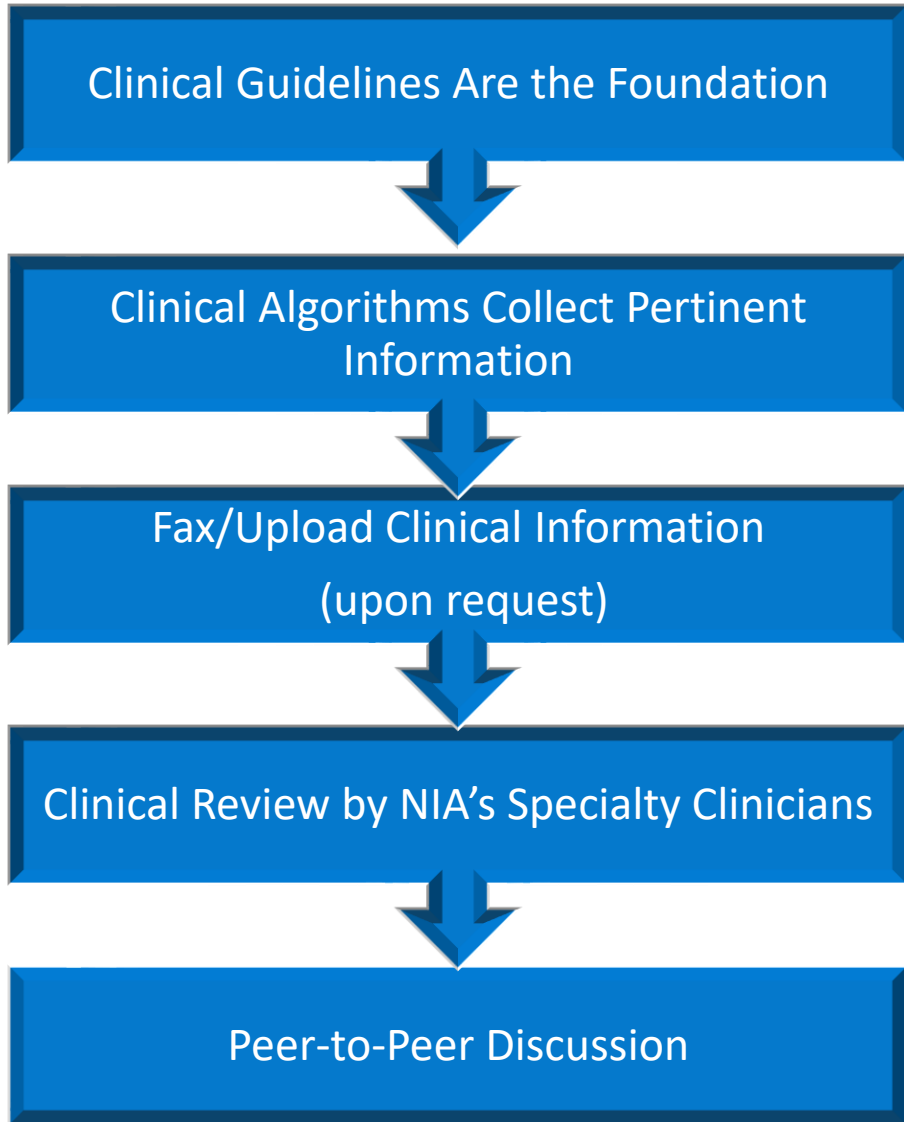 Clinical Guidelines Are the Foundation
Clinical Algorithms Collect Pertinent
Information
Fax/Upload Clinical Information
(upon request)
Clinical Review by NIA’s Specialty Clinicians
Peer-to-Peer Discussion